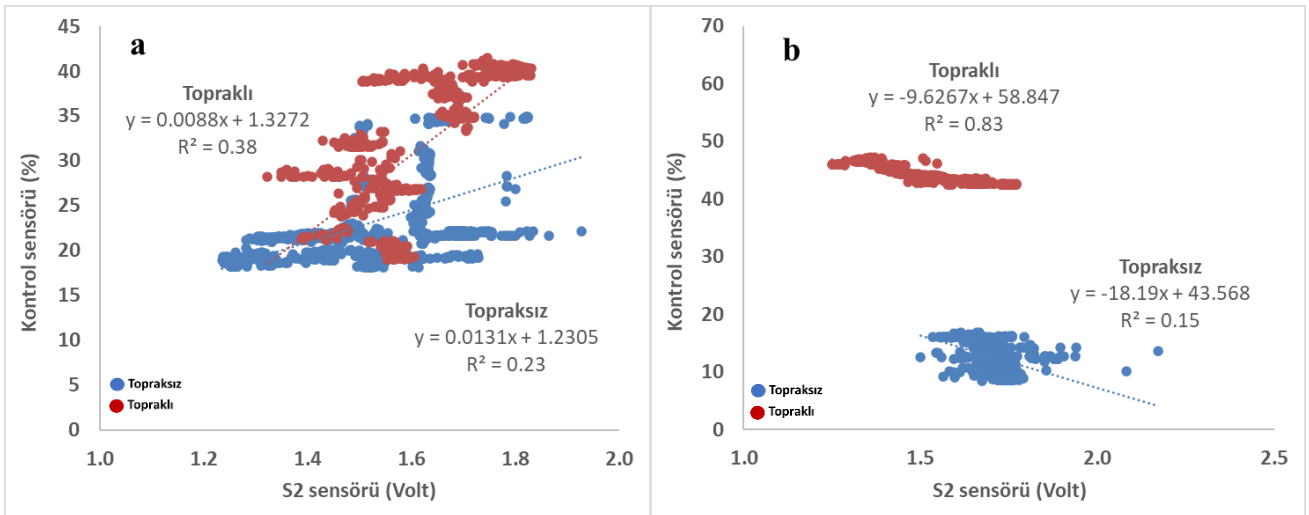 a
Kontrol sensörü (%)
45
40
35
30
25
20
15
10
5
0
Topraklı
y = 0.0088x + 1.3272
R² = 0.38
Topraksız
y = 0.0131x + 1.2305
R² = 0.23
Topraksız
Topraklı
1.0 1.2 1.4 1.6 1.8 2.0
S2 sensörü (Volt)
b
Kontrol sensörü (%)
70
60
50
40
30
20
10
0
Topraklı
y = -9.6267x + 58.847
R² = 0.83
Topraksız
y = -18.19x + 43.568
R² = 0.15
Topraksız
Topraklı
1.0 1.5 2.0 2.5
S2 sensörü (Volt)